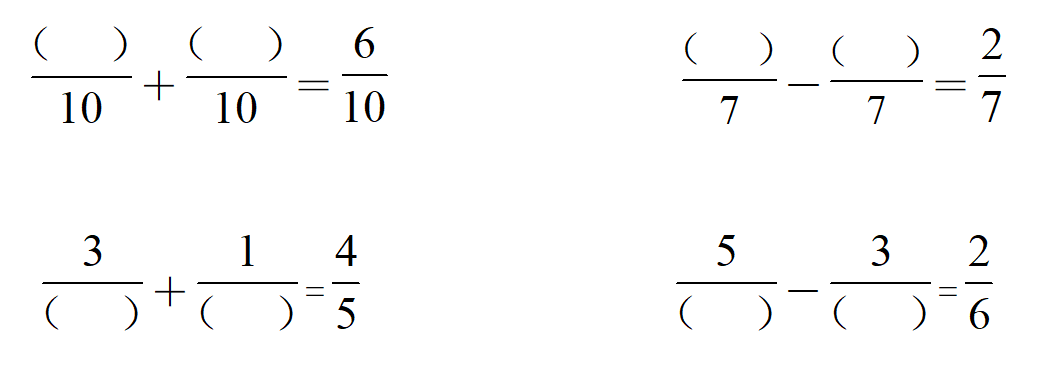 (  )/10 + (  )/10 = 6/10    (  )/7 − (  )/7 = 2/7
3/(  ) + 1/(  ) = 4/5    5/(  ) − 3/(  ) = 2/6